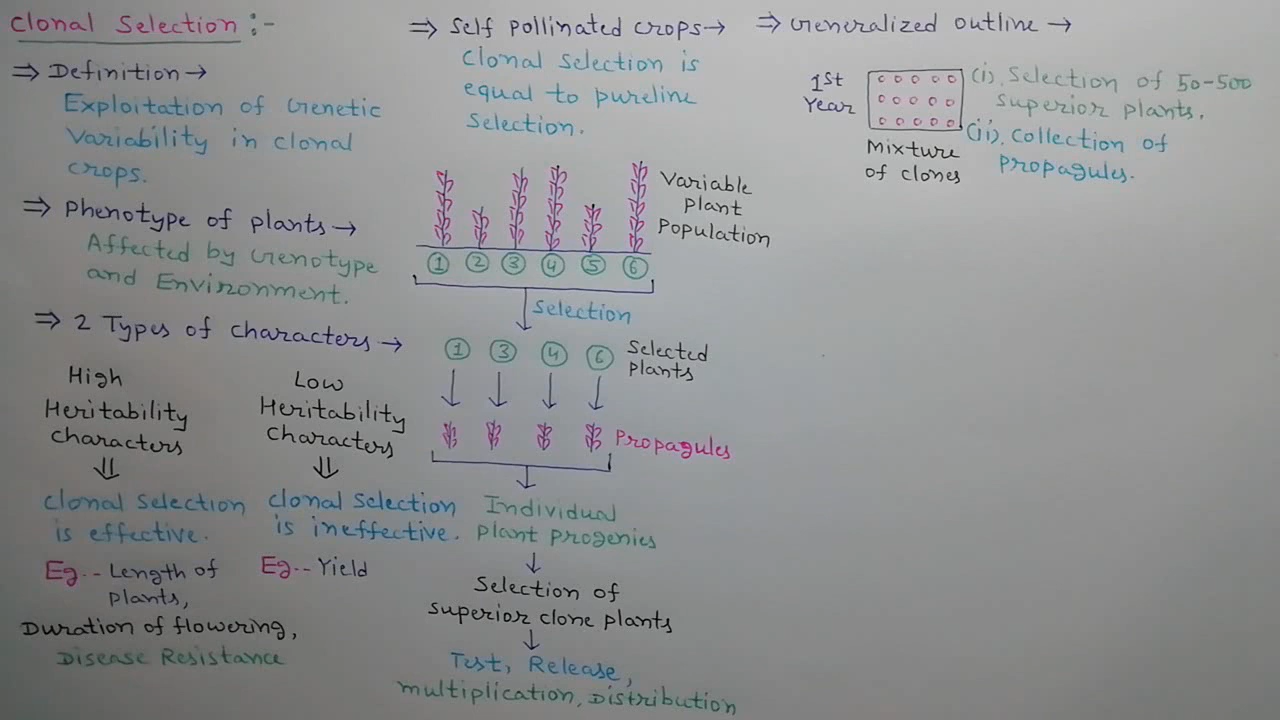 Clonal Selection:-
⇒ Definition→
Exploitation of Genetic
Variability in clonal
crops.
⇒ Phenotype of plants→
Affected by Genotype
and Environment.
⇒ 2 Types of characters→
High
Heritability
characters
⇓
Clonal Selection
is effective.
Eg.-- Length of
plants,
Duration of flowering,
Disease Resistance
Low
Heritability
Characters
⇓
Clonal Selection
is ineffective.
Eg.-- Yield
⇒ Self pollinated crops→
Clonal Selection is
equal to pureline
Selection.
Variable
Plant
Population
1 2 3 4 5 6
Selection
1 3 4 6
Selected
plants
Propagules
Individual
plant progenies
↓
Selection of
superior clone plants
↓
Test, Release,
multiplication, Distribution
⇒ Generalized outline→
1st
Year
Mixture
of clones
(i). Selection of 50-500
superior plants.
(ii). Collection of
Propagules.